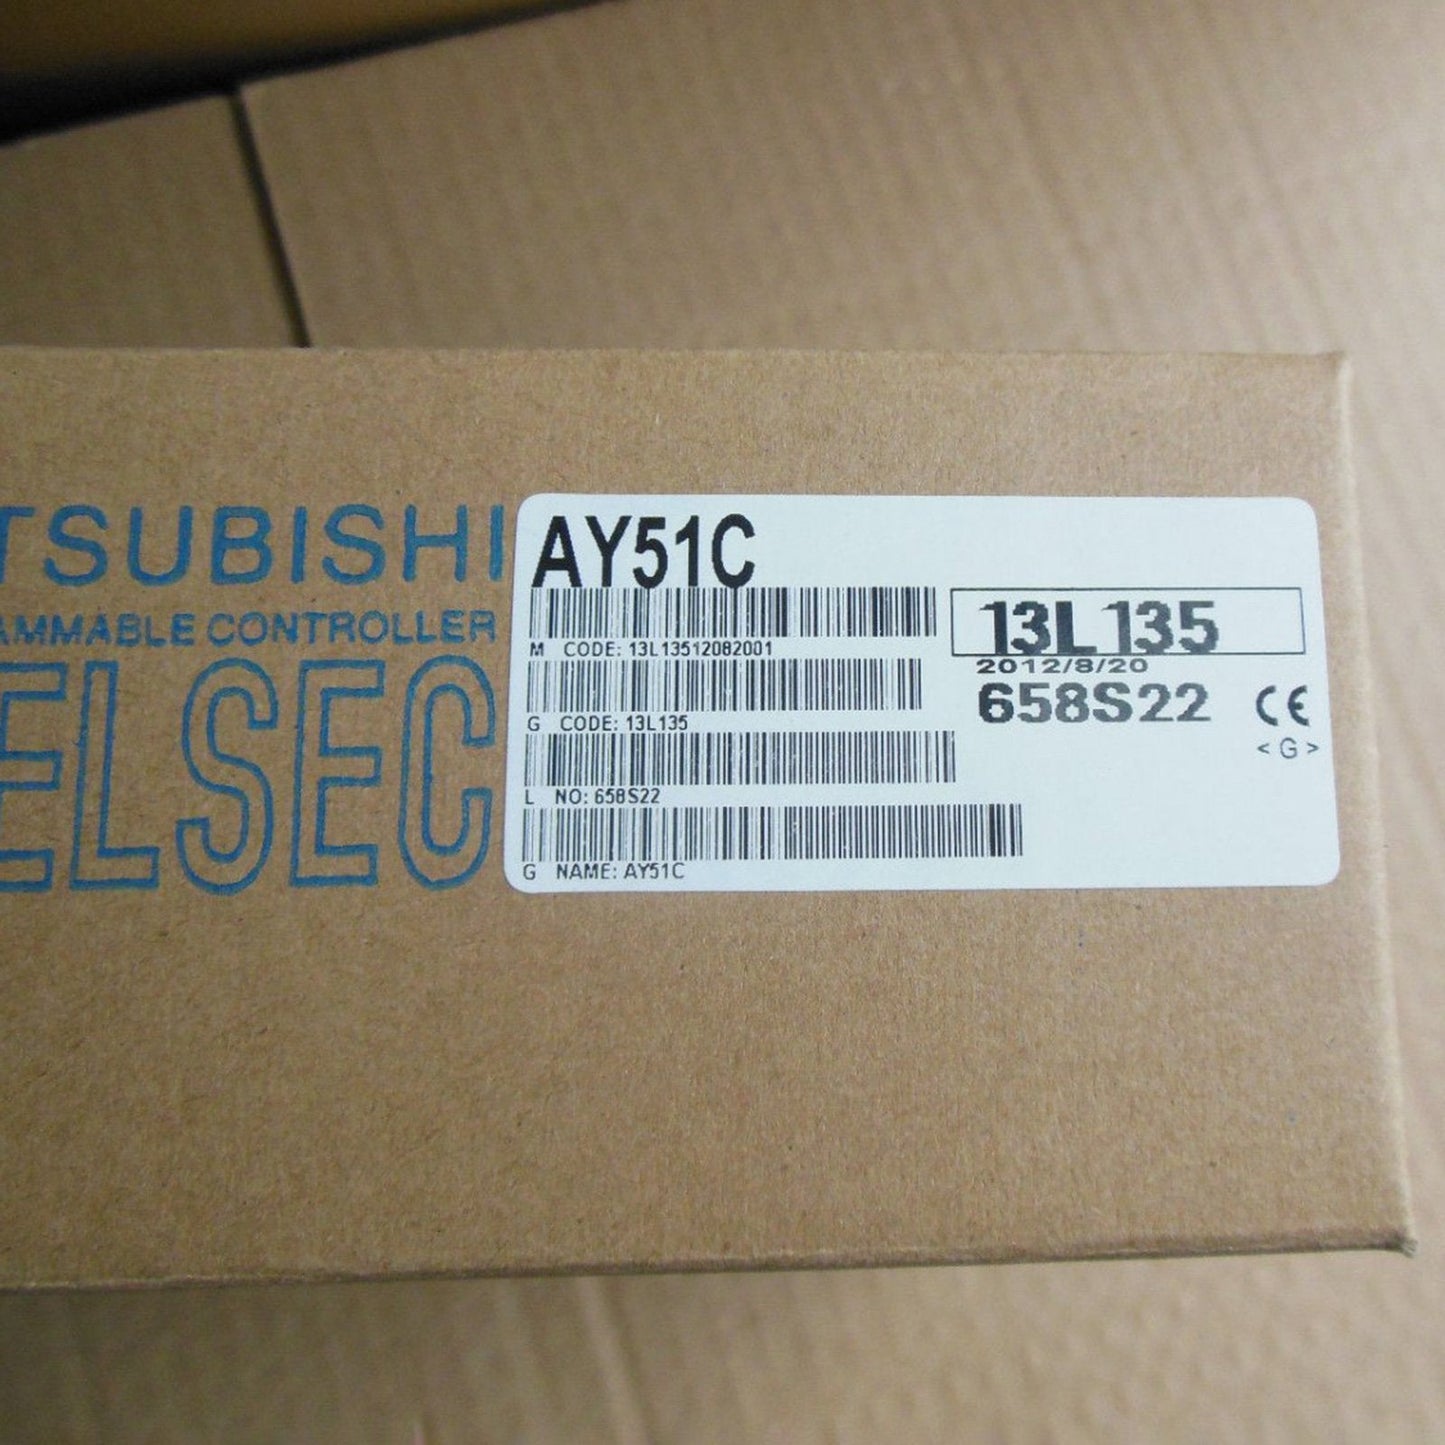 TSUBISHI
AMMABLE CONTROLLER
ELSEC
AY51C
M CODE: 13L13512082001
G CODE: 13L135
L NO: 658S22
G NAME: AY51C
13L135
2012/8/20
658S22
CE
<G>